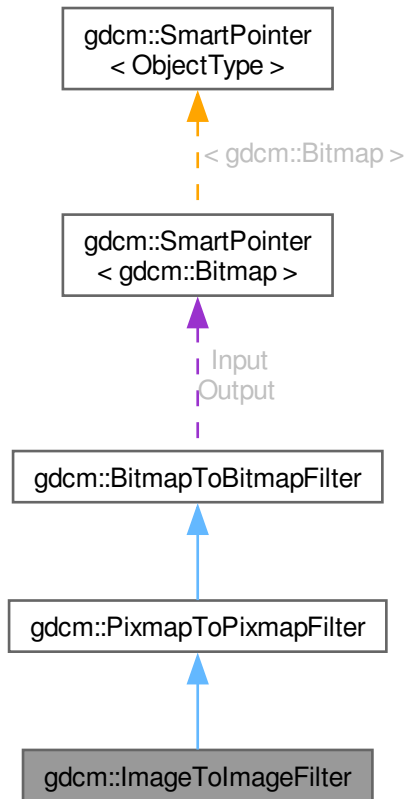 gdcm::SmartPointer
< ObjectType >
< gdcm::Bitmap >
gdcm::SmartPointer
< gdcm::Bitmap >
Input
Output
gdcm::BitmapToBitmapFilter
gdcm::PixmapToPixmapFilter
gdcm::ImageToImageFilter